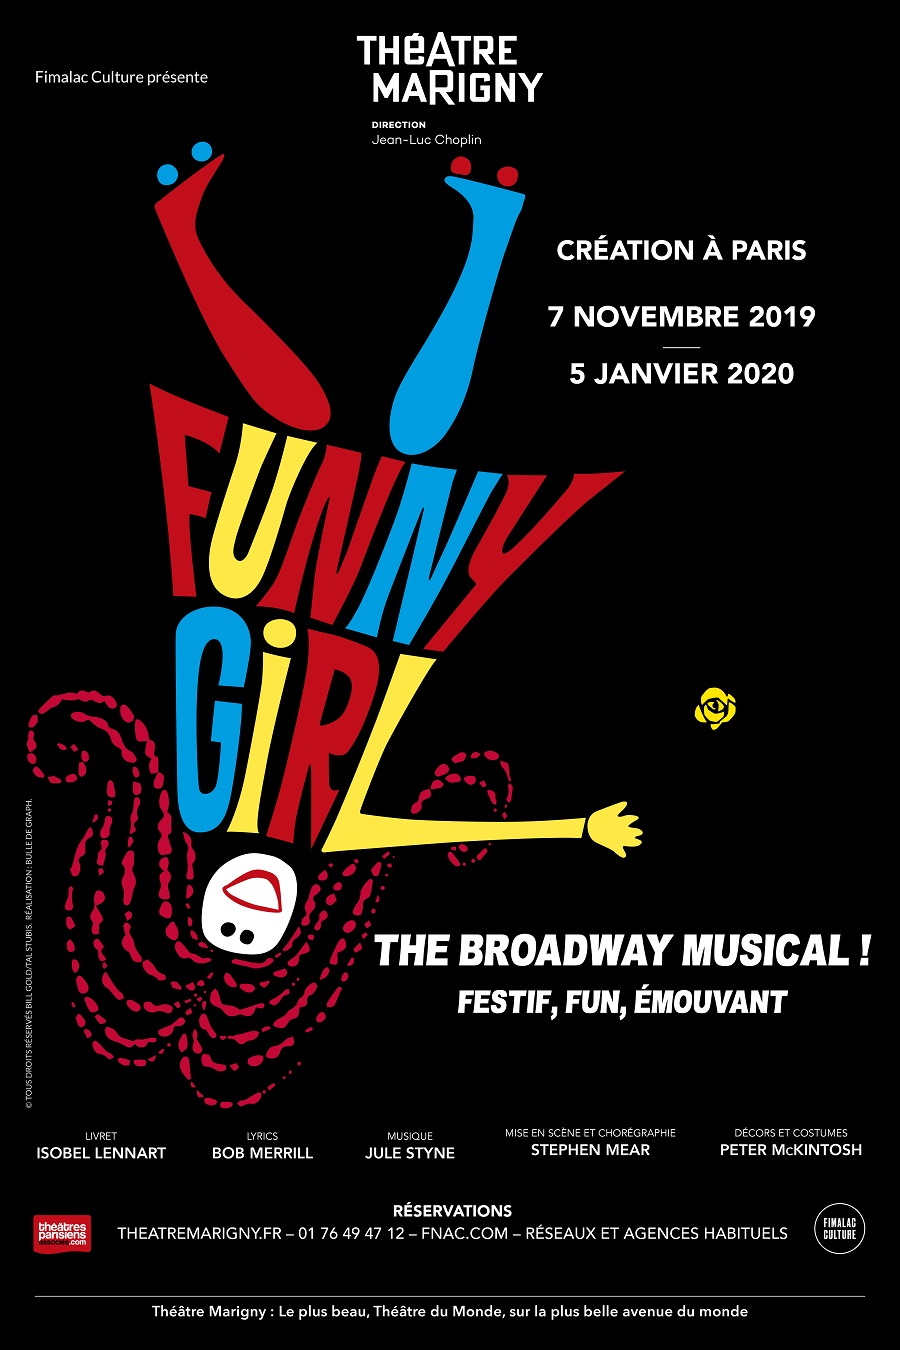 Fimalac Culture présente
THéATRE
MARIGNY
DIRECTION
Jean-Luc Choplin
CRÉATION À PARIS
7 NOVEMBRE 2019
5 JANVIER 2020
FUNNY
GiRL
THE BROADWAY MUSICAL !
FESTIF, FUN, ÉMOUVANT
© TOUS DROITS RÉSERVÉS BILL GOLD/TAL STUBIS. RÉALISATION : BULLE DE GRAPH.
LIVRET
ISOBEL LENNART
LYRICS
BOB MERRILL
MUSIQUE
JULE STYNE
MISE EN SCÈNE ET CHORÉGRAPHIE
STEPHEN MEAR
DÉCORS ET COSTUMES
PETER McKINTOSH
RÉSERVATIONS
THEATREMARIGNY.FR – 01 76 49 47 12 – FNAC.COM – RÉSEAUX ET AGENCES HABITUELS
théâtres
parisiens
associés.com
FIMALAC
CULTURE
Théâtre Marigny : Le plus beau, Théâtre du Monde, sur la plus belle avenue du monde